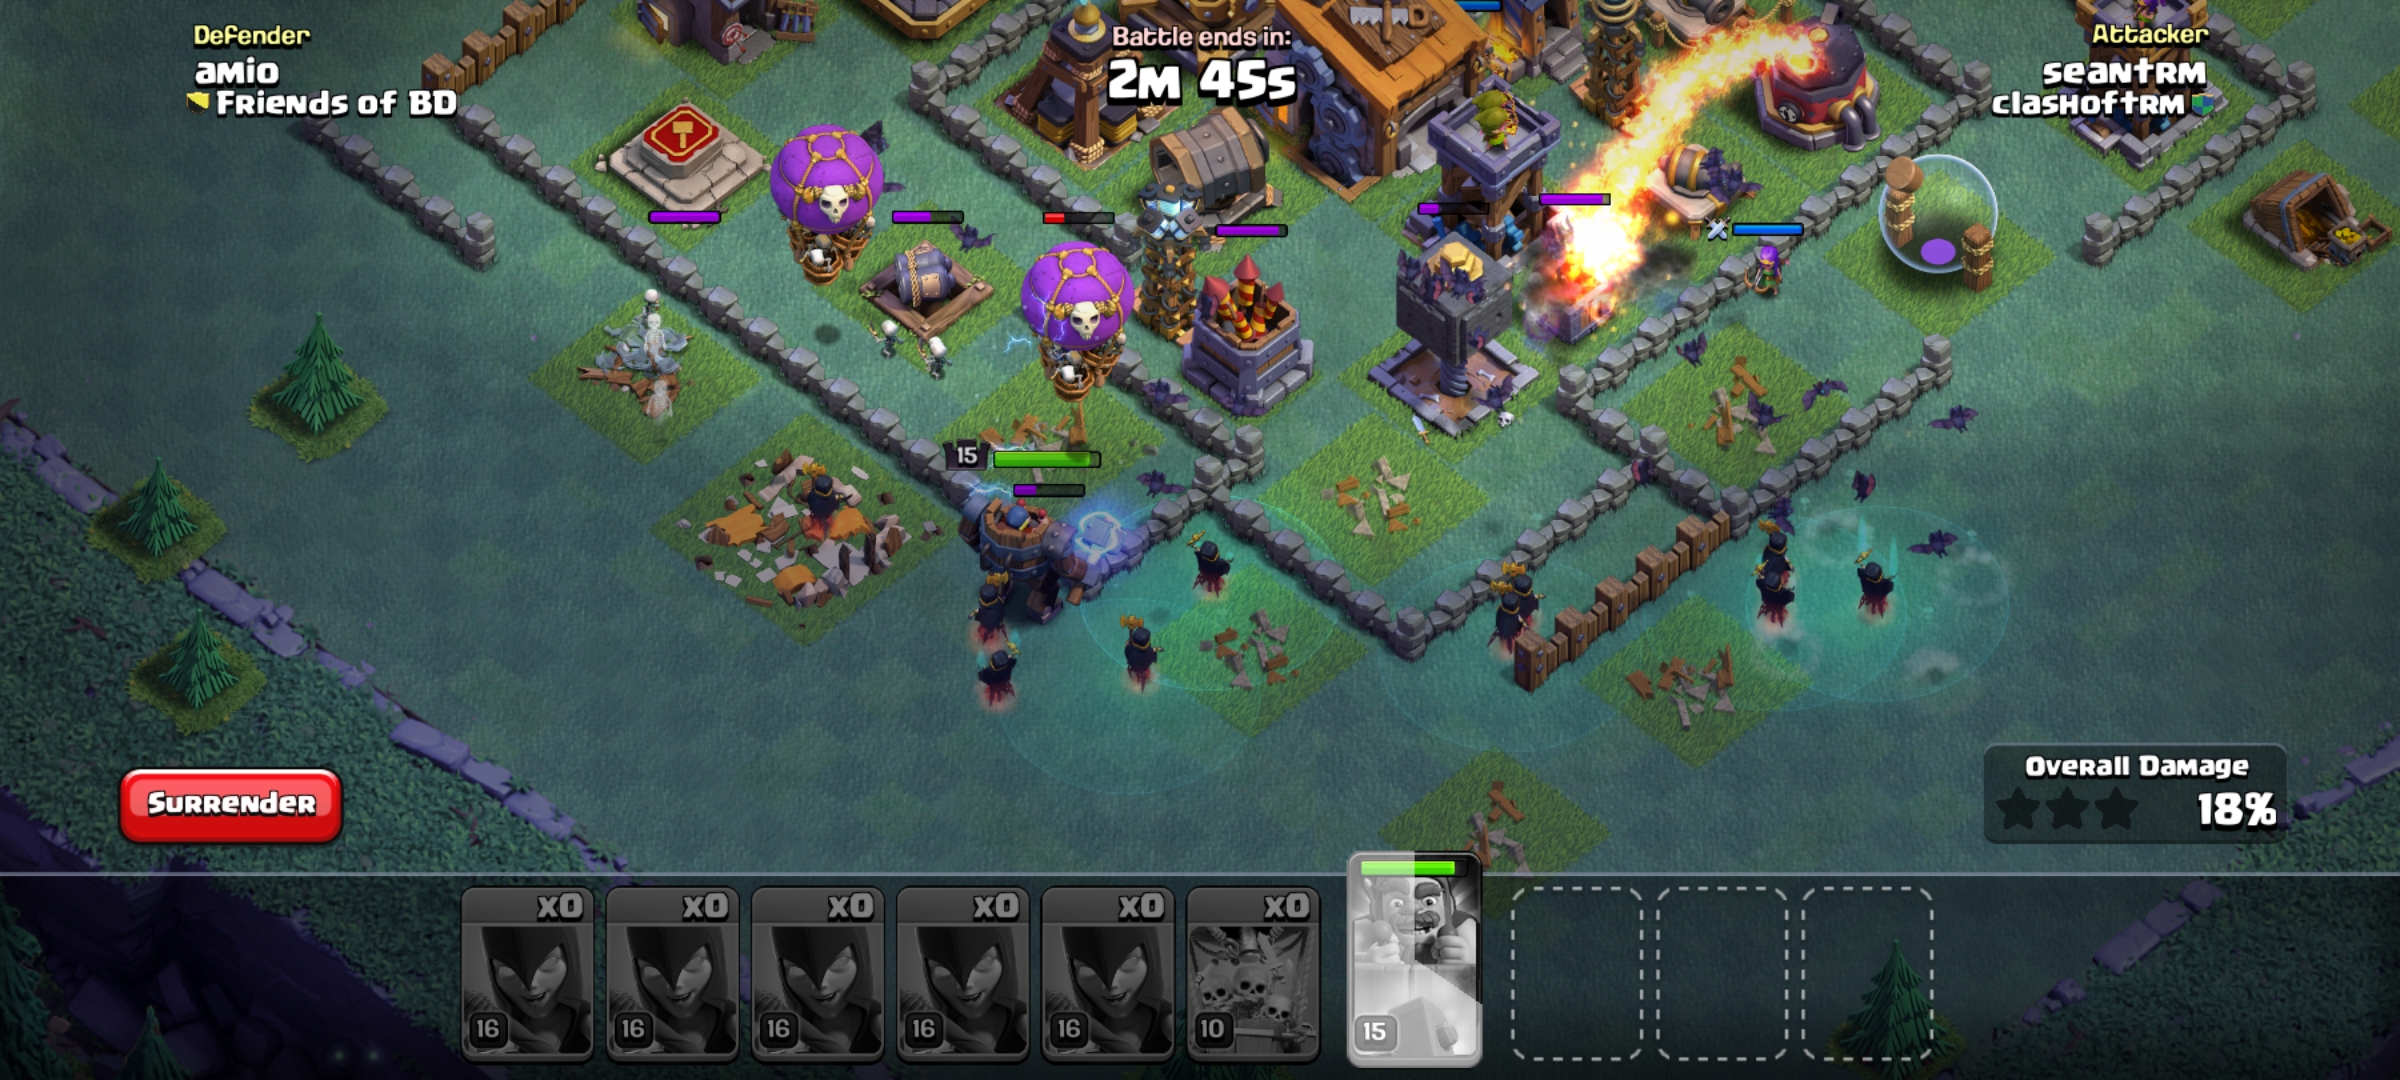 Defender
amio
Friends of BD
Battle ends in:
2m 45s
Attacker
seantrm
clashoftrm
15
Surrender
Overall Damage
18%
x0
x0
x0
x0
x0
x0
16
16
16
16
16
10
15